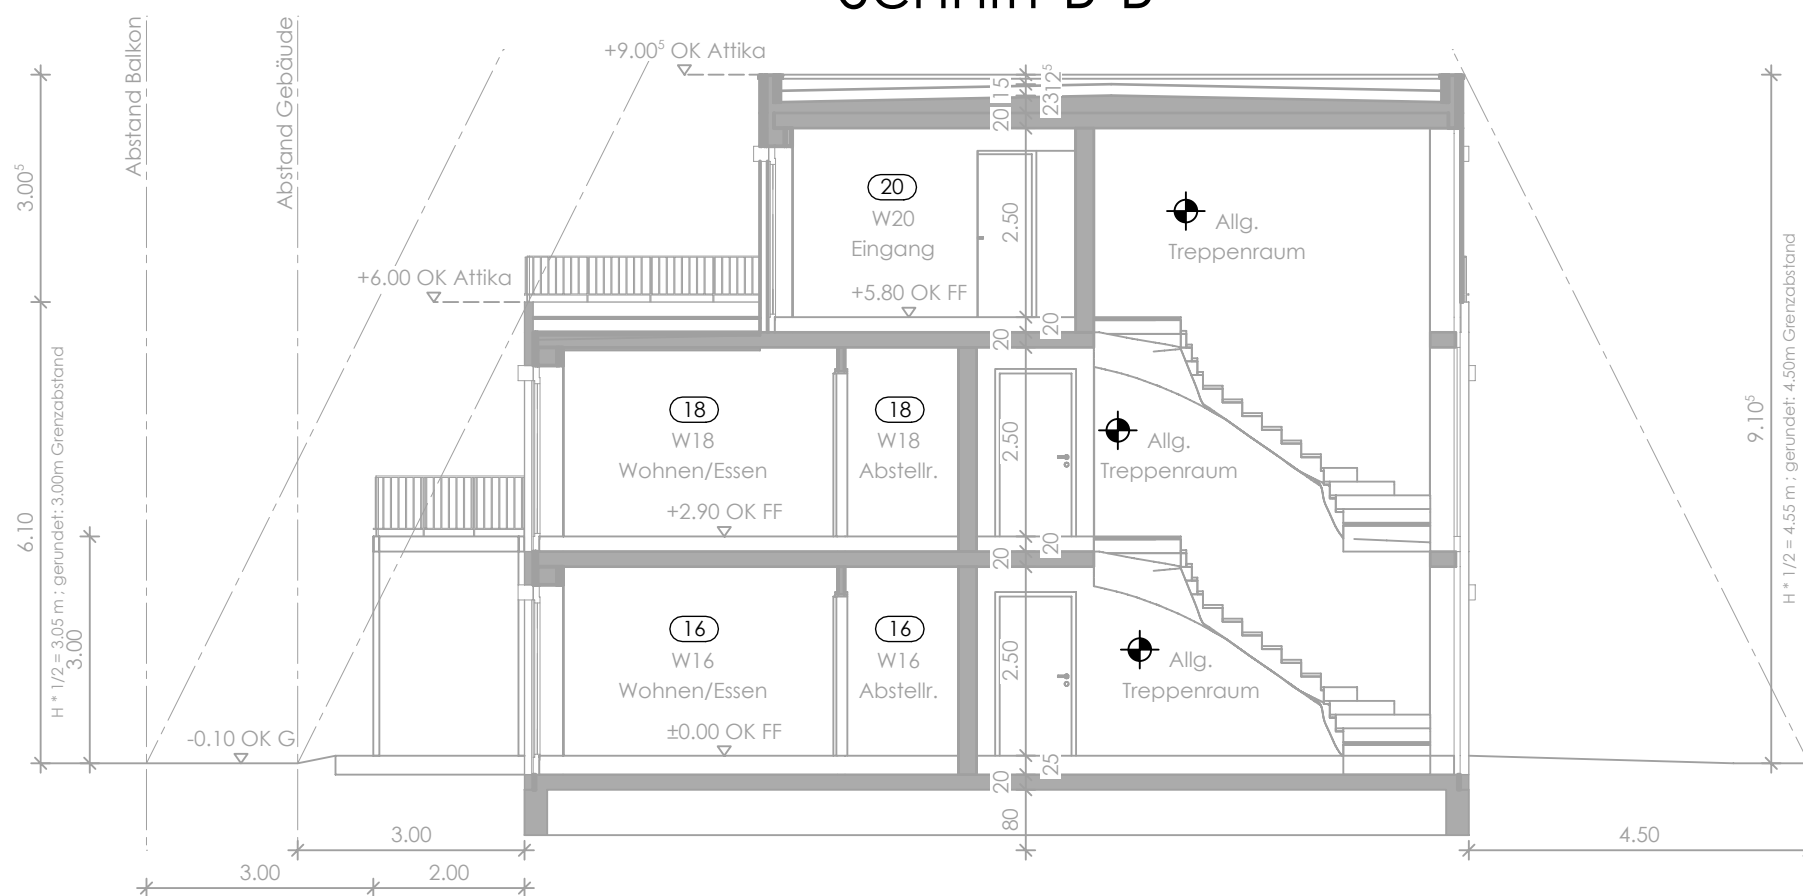 Schnitt B-B
Abstand Balkon
Abstand Gebäude
+9.00⁵ OK Attika
15
12⁵
23
20
3.00⁵
20
W20
Eingang
2.50
+5.80 OK FF
Allg.
Treppenraum
+6.00 OK Attika
20
20
18
W18
Wohnen/Essen
+2.90 OK FF
18
W18
Abstellr.
2.50
Allg.
Treppenraum
20
20
6.10
H * 1/2 = 3.05 m ; gerundet: 3.00m Grenzabstand
3.00
16
W16
Wohnen/Essen
±0.00 OK FF
16
W16
Abstellr.
2.50
Allg.
Treppenraum
-0.10 OK G
25
20
80
9.10⁵
H * 1/2 = 4.55 m ; gerundet: 4.50m Grenzabstand
3.00
4.50
3.00
2.00